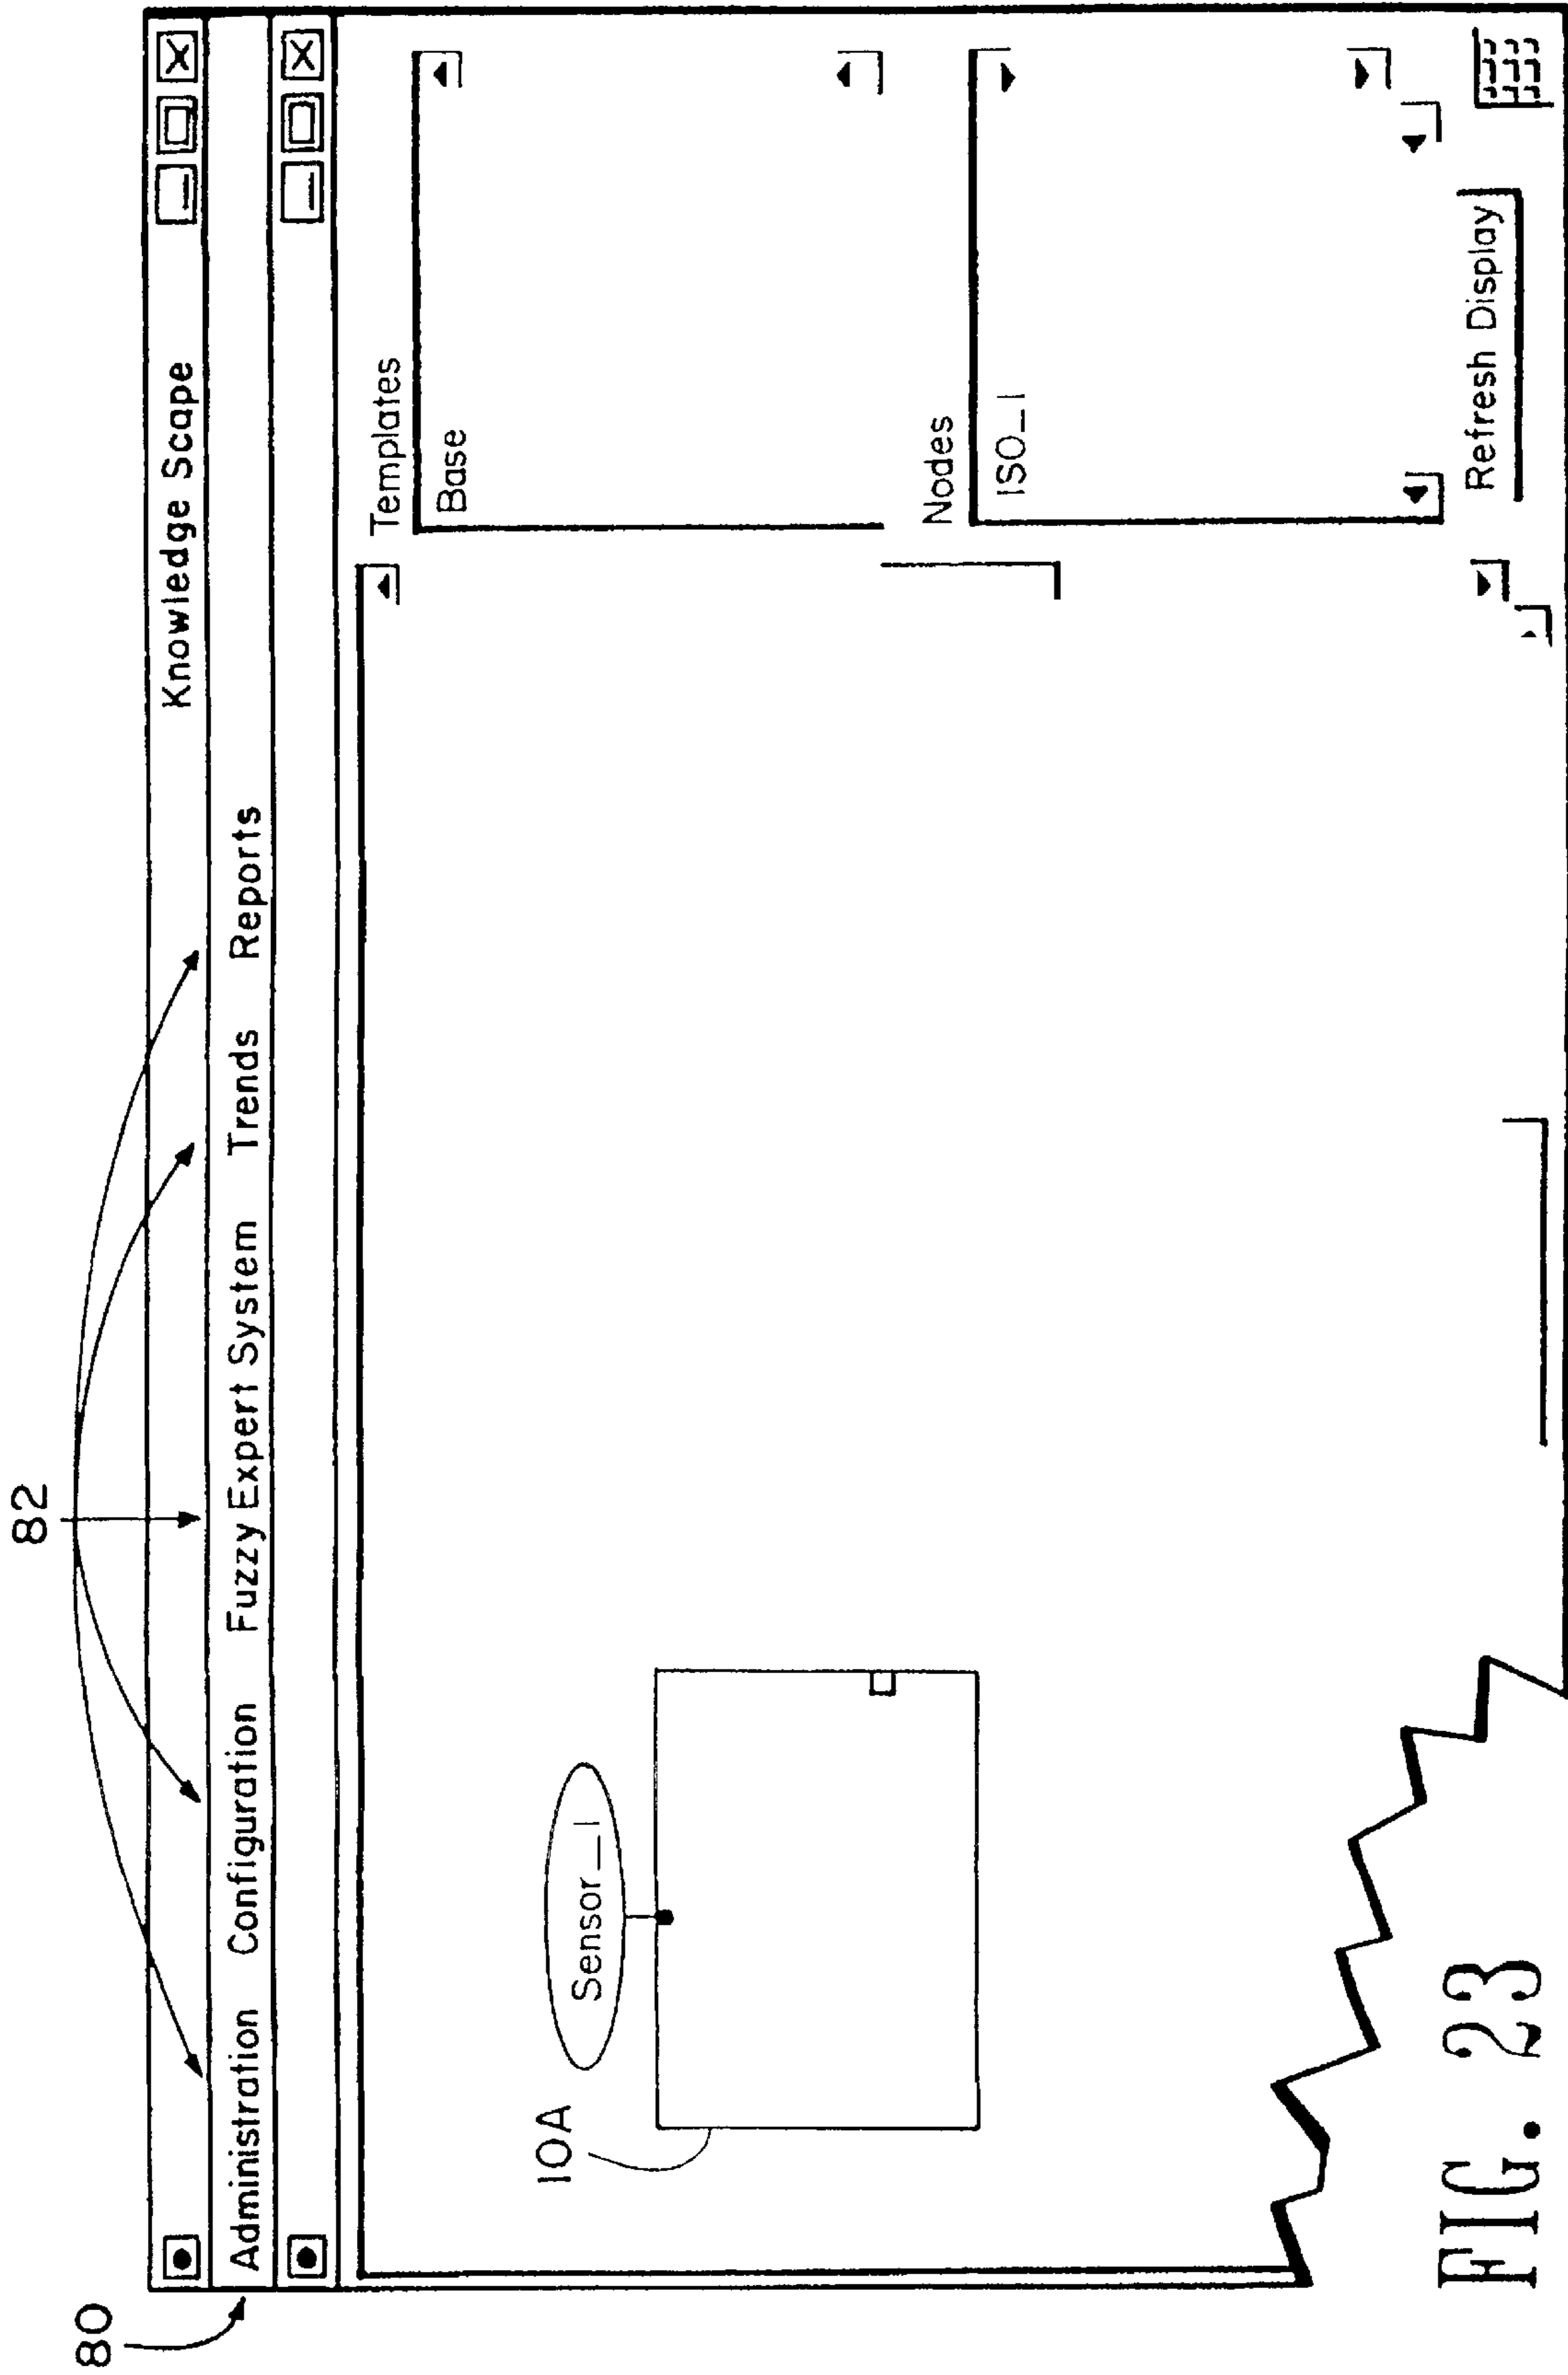 82
80
Knowledge Scape
Administration Configuration Fuzzy Expert System Trends Reports
Templates
Base
Sensor_1
10A
Nodes
ISO_1
Refresh Display
FIG. 23